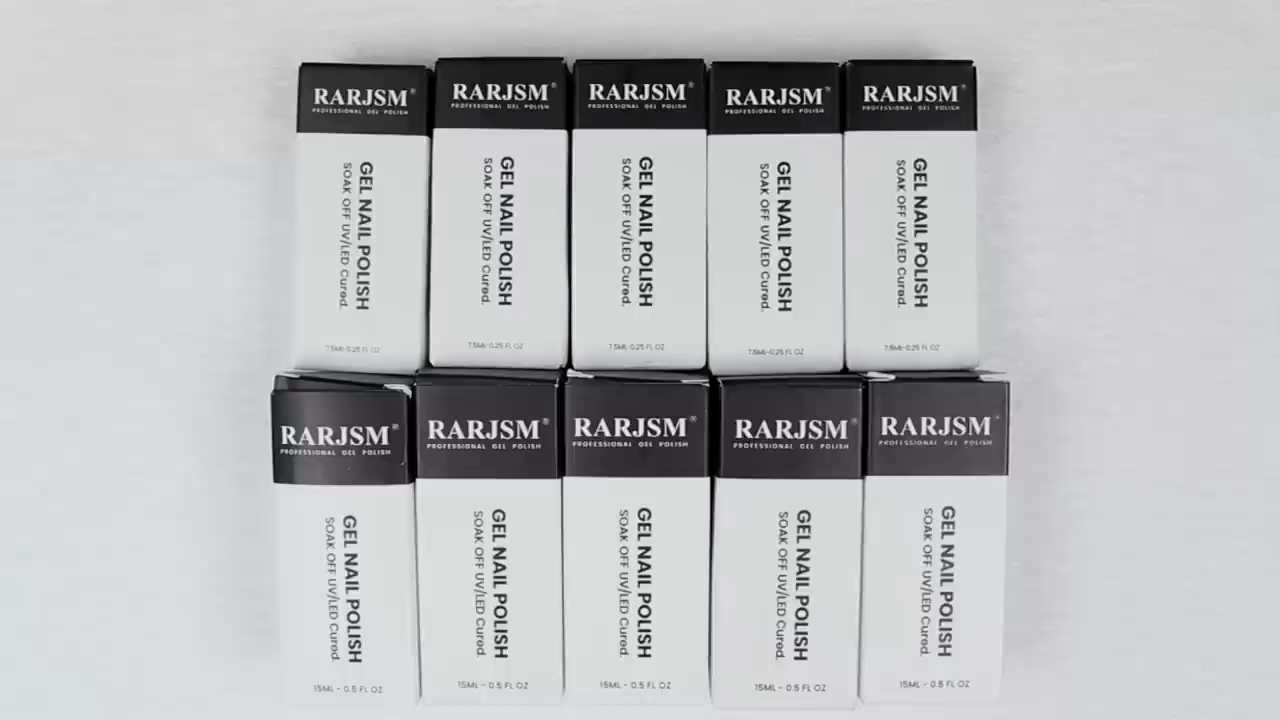 RARJSM®
PROFESSIONAL GEL POLISH
GEL NAIL POLISH
SOAK OFF UV/LED Cured.
7.5ML-0.25 FL OZ
RARJSM®
PROFESSIONAL GEL POLISH
GEL NAIL POLISH
SOAK OFF UV/LED Cured.
7.5ML-0.25 FL OZ
RARJSM®
PROFESSIONAL GEL POLISH
GEL NAIL POLISH
SOAK OFF UV/LED Cured.
7.5ML-0.25 FL OZ
RARJSM®
PROFESSIONAL GEL POLISH
GEL NAIL POLISH
SOAK OFF UV/LED Cured.
7.5ML-0.25 FL OZ
RARJSM®
PROFESSIONAL GEL POLISH
GEL NAIL POLISH
SOAK OFF UV/LED Cured.
7.5ML-0.25 FL OZ
RARJSM®
PROFESSIONAL GEL POLISH
GEL NAIL POLISH
SOAK OFF UV/LED Cured.
15ML - 0.5 FL OZ
RARJSM®
PROFESSIONAL GEL POLISH
GEL NAIL POLISH
SOAK OFF UV/LED Cured.
15ML - 0.5 FL OZ
RARJSM®
PROFESSIONAL GEL POLISH
GEL NAIL POLISH
SOAK OFF UV/LED Cured.
15ML - 0.5 FL OZ
RARJSM®
PROFESSIONAL GEL POLISH
GEL NAIL POLISH
SOAK OFF UV/LED Cured.
15ML - 0.5 FL OZ
RARJSM®
PROFESSIONAL GEL POLISH
GEL NAIL POLISH
SOAK OFF UV/LED Cured.
15ML - 0.5 FL OZ